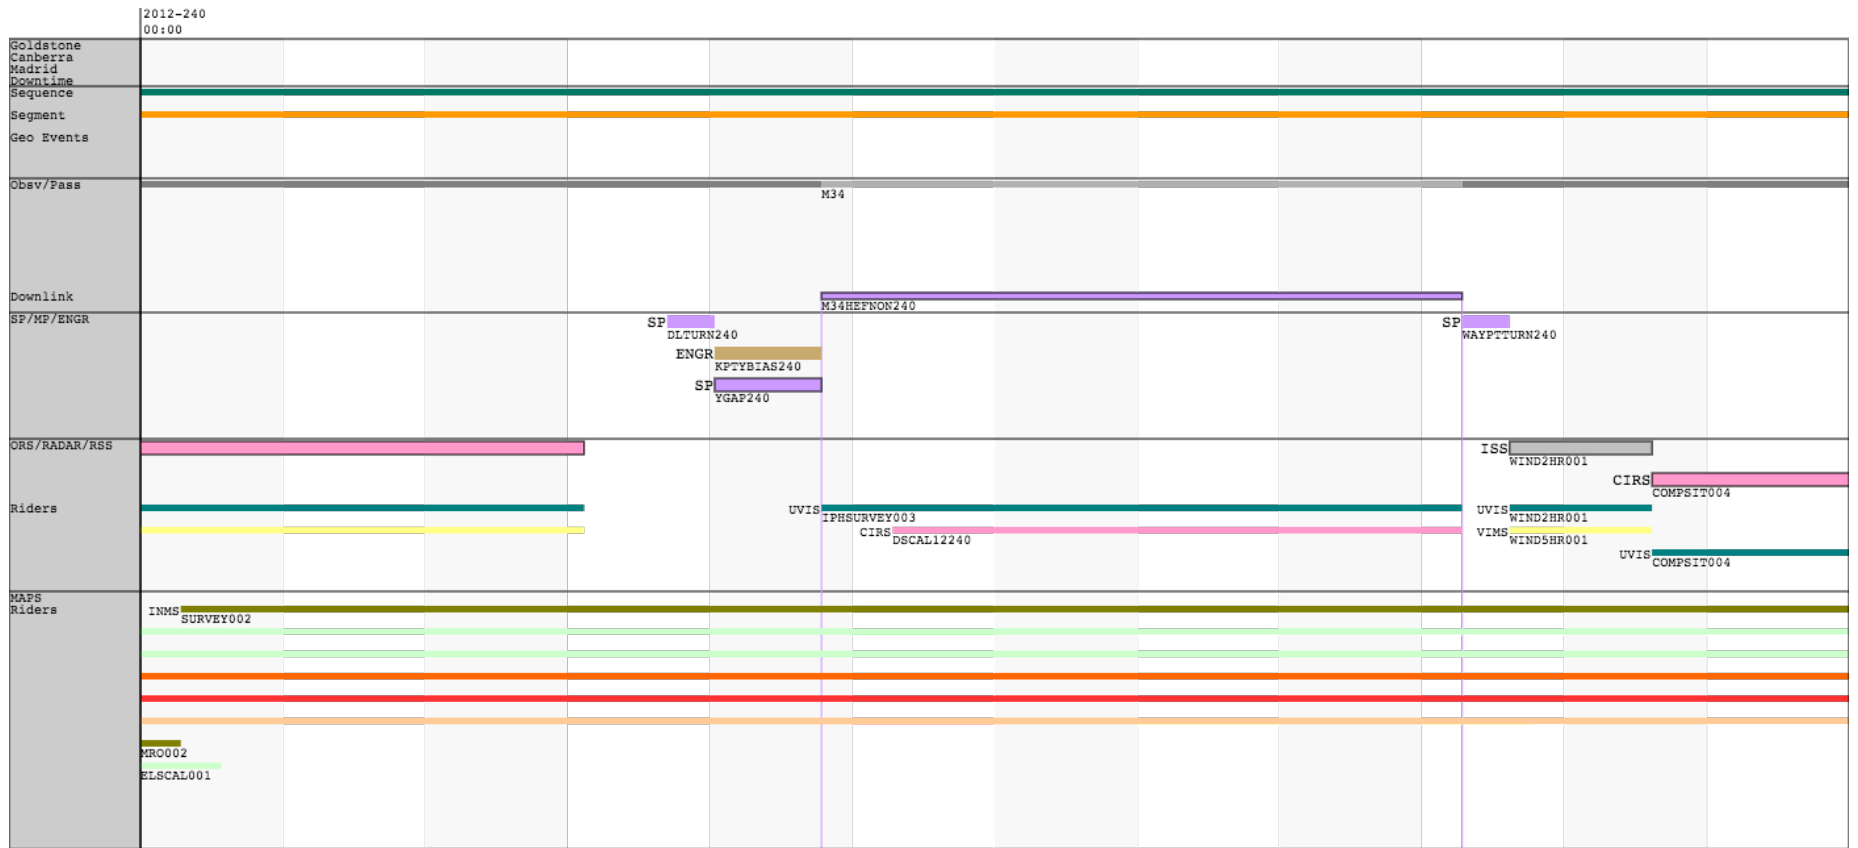 2012-240
00:00
Goldstone
Canberra
Madrid
Downtime
Sequence
Segment
Geo Events
Obsv/Pass
M34
Downlink
M34HEFNON240
SP/MP/ENGR
SP
DLTURN240
SP
WAYPTTURN240
ENGR
KPTYBIAS240
SP
YGAP240
ORS/RADAR/RSS
ISS
WIND2HR001
CIRS
COMPSIT004
Riders
UVIS
IPHSURVEY003
UVIS
WIND2HR001
CIRS
DSCAL12240
VIMS
WIND5HR001
UVIS
COMPSIT004
MAPS
Riders
INMS
SURVEY002
MRO002
ELSCAL001